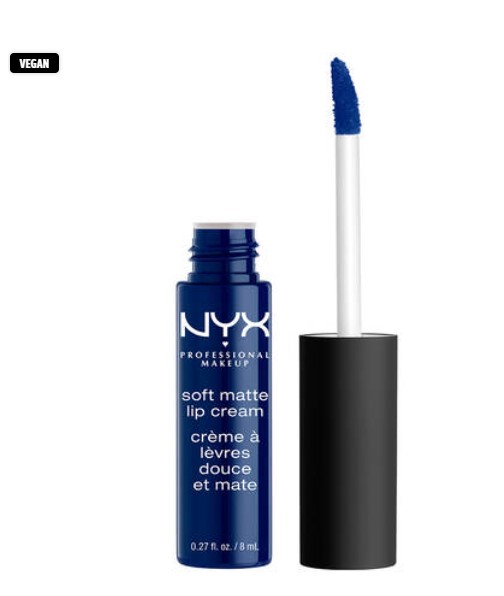 VEGAN
NYX
PROFESSIONAL
MAKEUP
soft matte
lip cream
crème à
lèvres
douce
et mate
0.27 fl. oz. / 8 mL